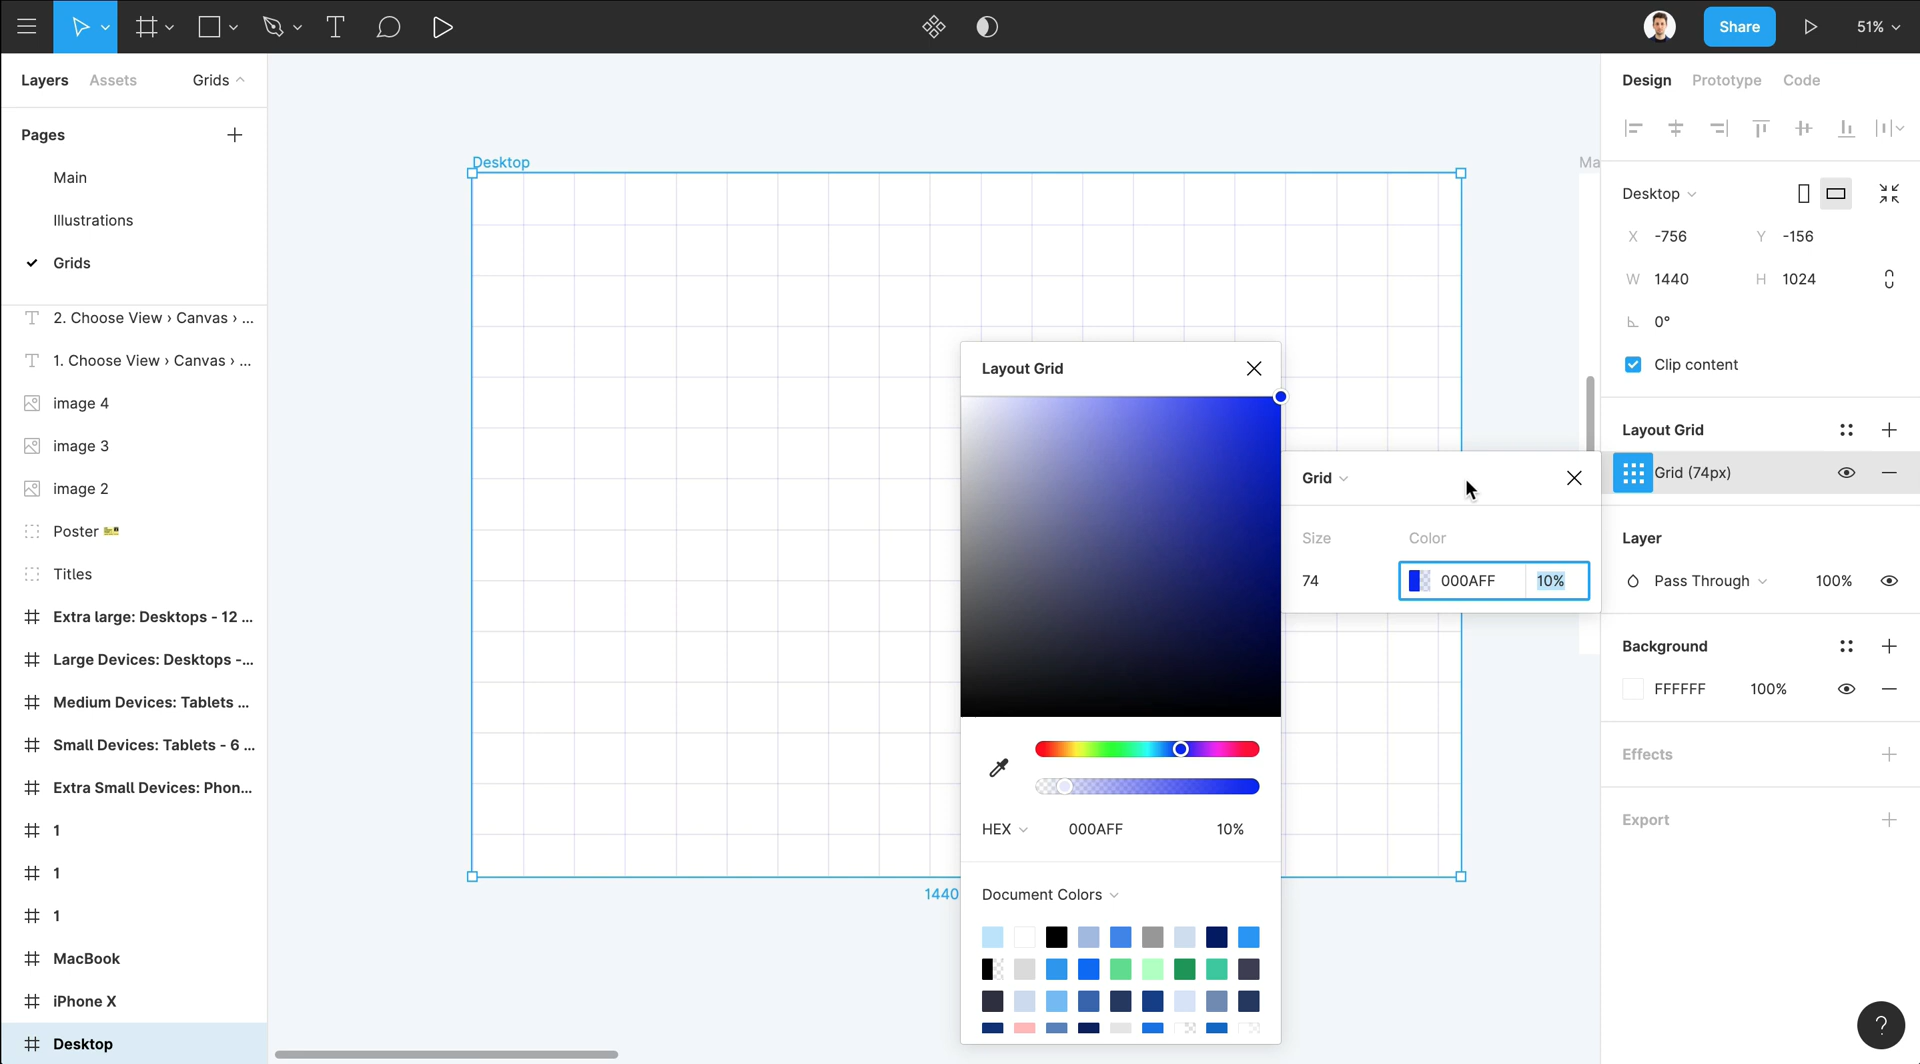 Share
51%
Layers
Assets
Grids
Pages
Main
Illustrations
Grids
2. Choose View › Canvas › ...
1. Choose View › Canvas › ...
image 4
image 3
image 2
Poster
Titles
Extra large: Desktops - 12 ...
Large Devices: Desktops -...
Medium Devices: Tablets ...
Small Devices: Tablets - 6 ...
Extra Small Devices: Phon...
1
1
1
MacBook
iPhone X
Desktop
Desktop
1440
Ma
Layout Grid
HEX 000AFF 10%
Document Colors
Grid
Size Color
74 000AFF 10%
Design Prototype Code
Desktop
X -756 Y -156
W 1440 H 1024
0°
Clip content
Layout Grid
Grid (74px)
Layer
Pass Through 100%
Background
FFFFFF 100%
Effects
Export
?